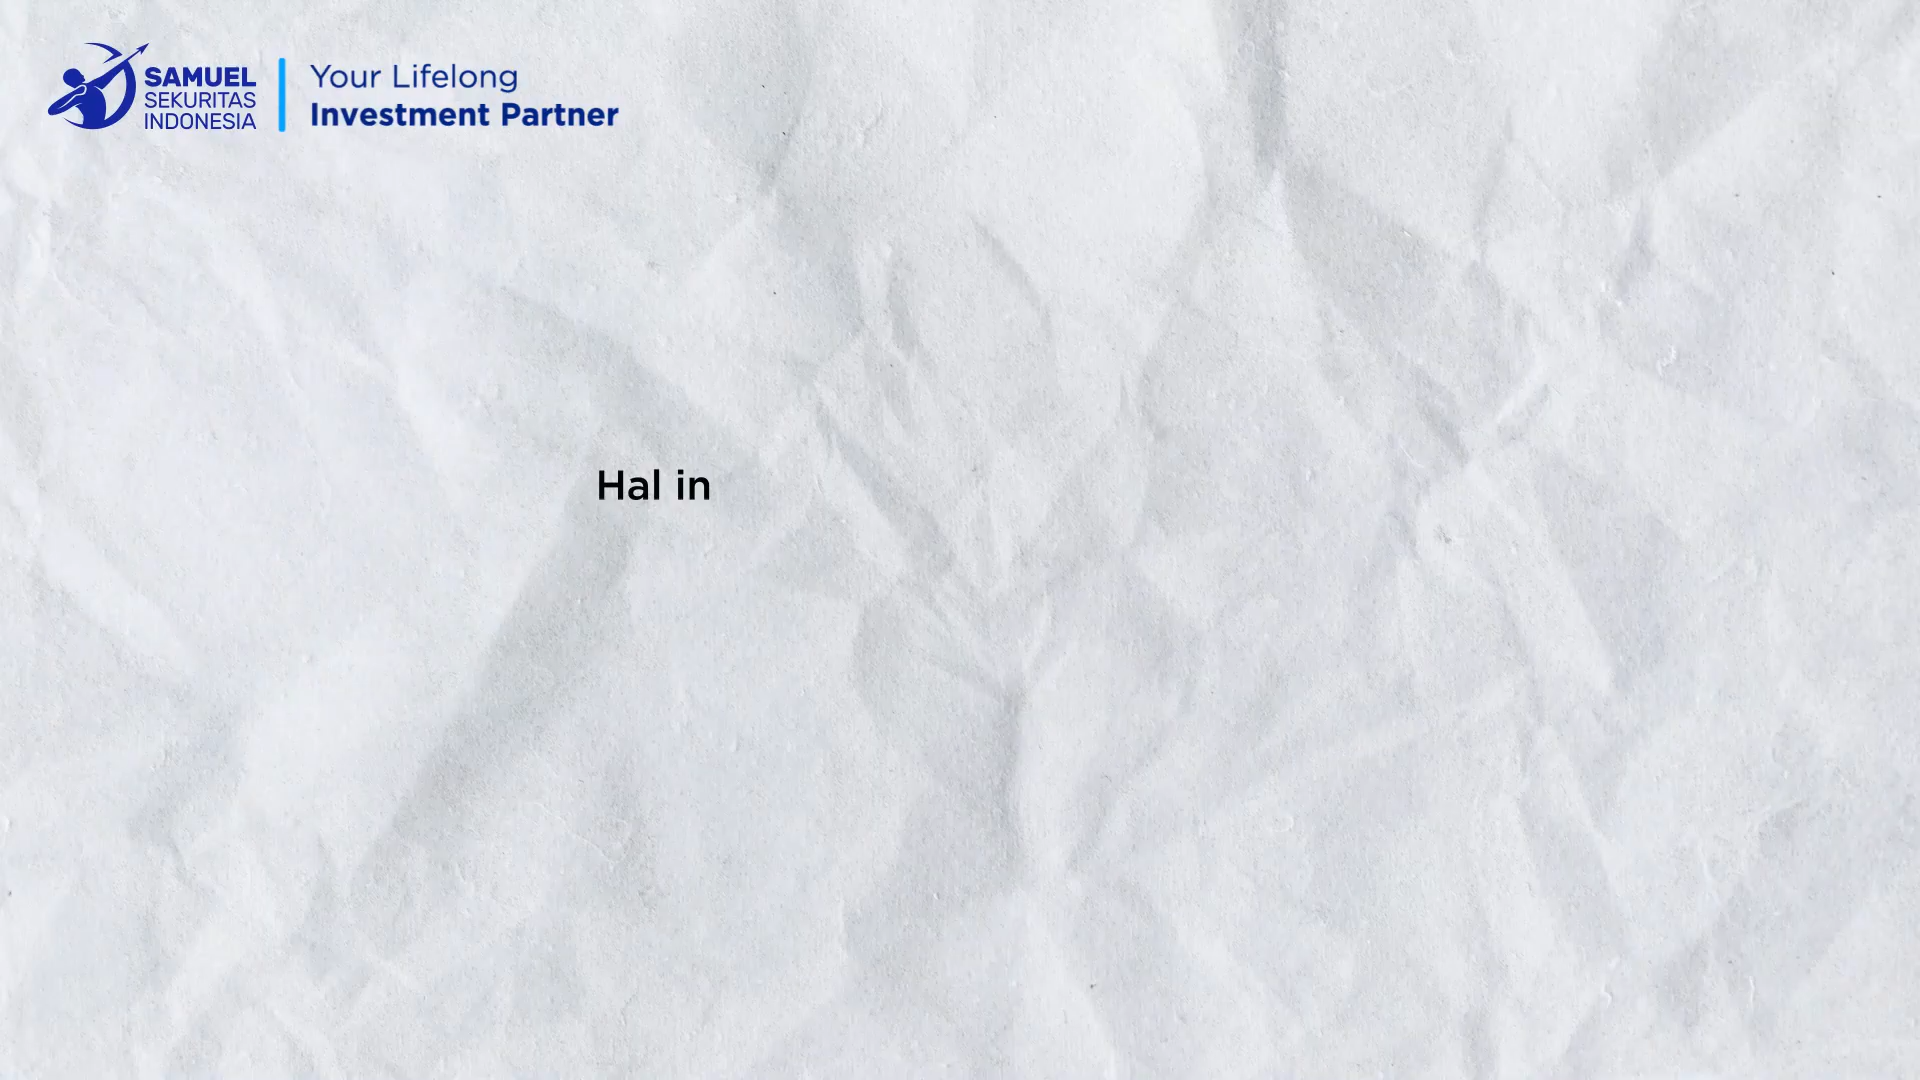 SAMUEL
SEKURITAS
INDONESIA
Your Lifelong
Investment Partner
Hal in